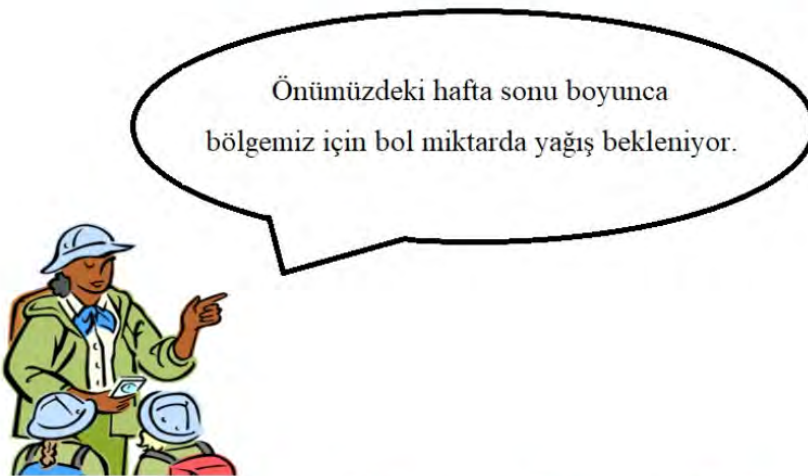 Önümüzdeki hafta sonu boyunca
bölgemiz için bol miktarda yağış bekleniyor.